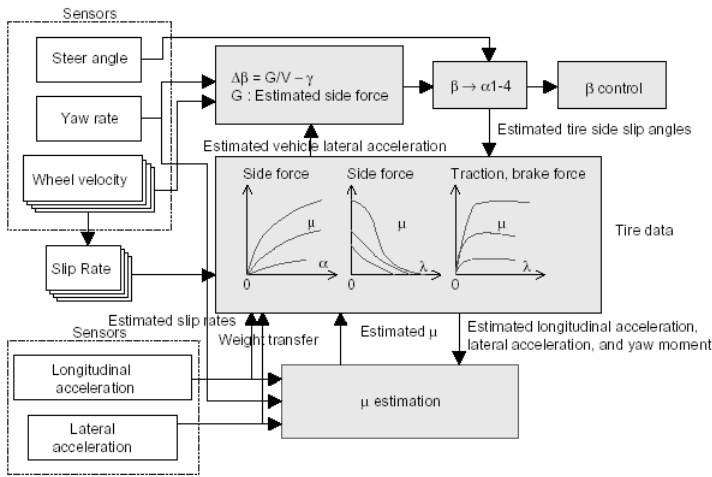 Sensors
Steer angle
Yaw rate
Wheel velocity
Slip Rate
Δβ = G/V – γ
G : Estimated side force
β → α1-4
β control
Estimated tire side slip angles
Estimated vehicle lateral acceleration
Side force
μ
α
0
Side force
μ
λ
0
Traction, brake force
μ
λ
0
Tire data
Estimated slip rates
Weight transfer
Estimated μ
Estimated longitudinal acceleration,
lateral acceleration, and yaw moment
Sensors
Longitudinal
acceleration
Lateral
acceleration
μ estimation